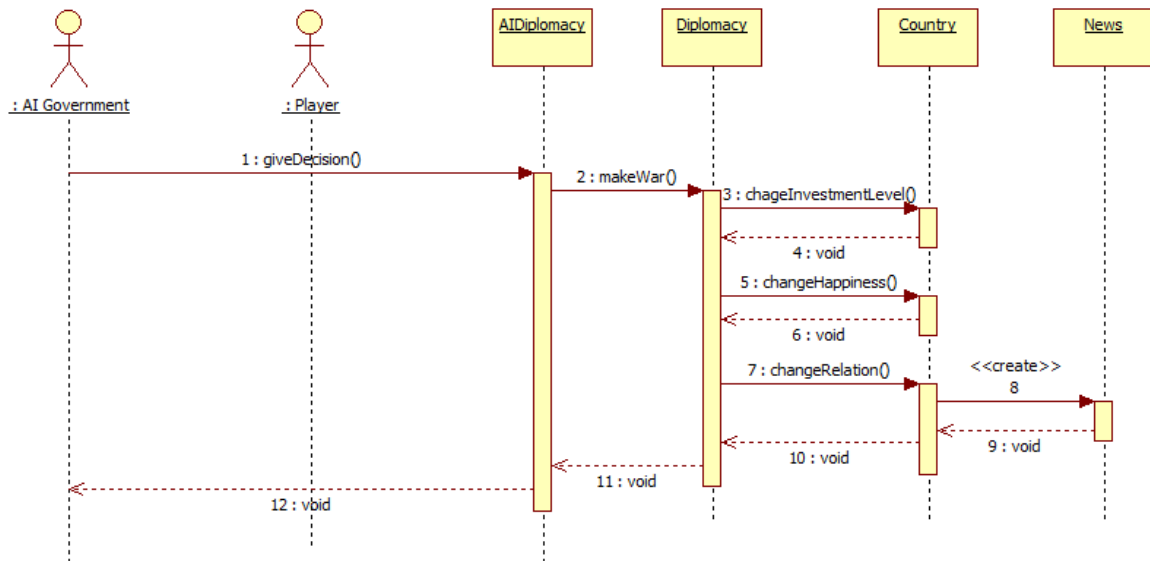 AIDiplomacy
Diplomacy
Country
News
: AI Government
: Player
1 : giveDecision()
2 : makeWar()
3 : chageInvestmentLevel()
4 : void
5 : changeHappiness()
6 : void
7 : changeRelation()
<<create>>
8
9 : void
10 : void
11 : void
12 : void